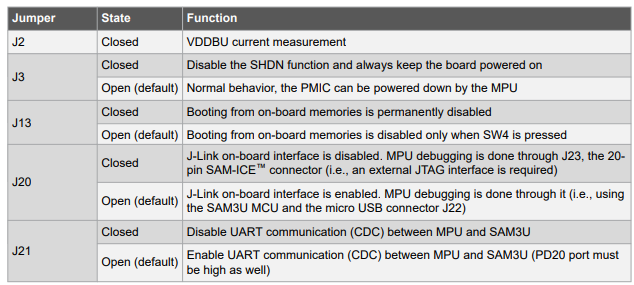 Jumper State Function
J2 Closed VDDBU current measurement
J3 Closed Disable the SHDN function and always keep the board powered on
Open (default) Normal behavior, the PMIC can be powered down by the MPU
J13 Closed Booting from on-board memories is permanently disabled
Open (default) Booting from on-board memories is disabled only when SW4 is pressed
J20 Closed J-Link on-board interface is disabled. MPU debugging is done through J23, the 20-
pin SAM-ICE™ connector (i.e., an external JTAG interface is required)
Open (default) J-Link on-board interface is enabled. MPU debugging is done through it (i.e., using
the SAM3U MCU and the micro USB connector J22)
J21 Closed Disable UART communication (CDC) between MPU and SAM3U
Open (default) Enable UART communication (CDC) between MPU and SAM3U (PD20 port must
be high as well)